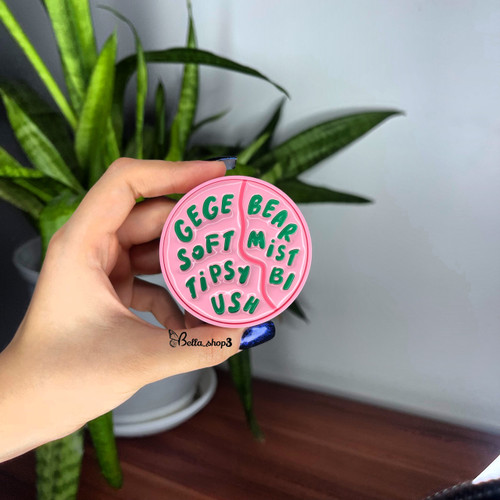 GEGE BEAR
SOFT MiST
TiPSY BI
USH
Bella_shop3